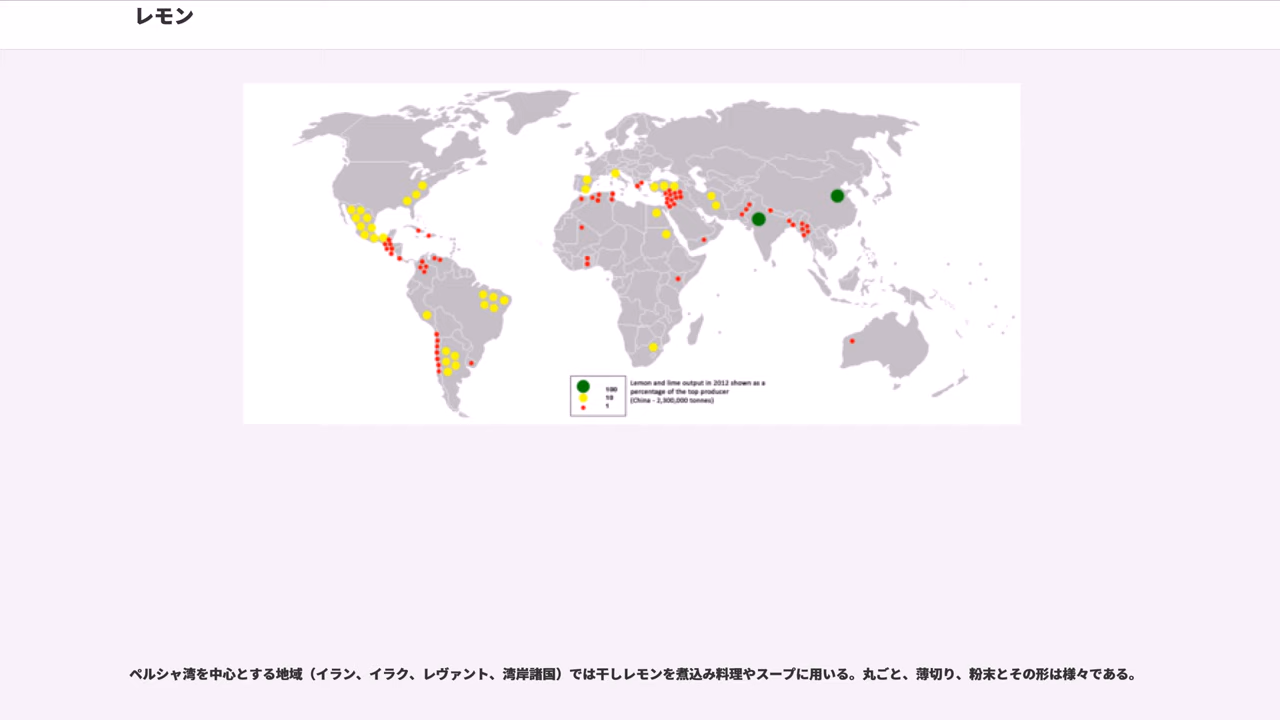 レモン
100
10
1
Lemon and lime output in 2012 shown as a
percentage of the top producer
(China - 2,300,000 tonnes)
ペルシャ湾を中心とする地域（イラン、イラク、レヴァント、湾岸諸国）では干しレモンを煮込み料理やスープに用いる。丸ごと、薄切り、粉末とその形は様々である。